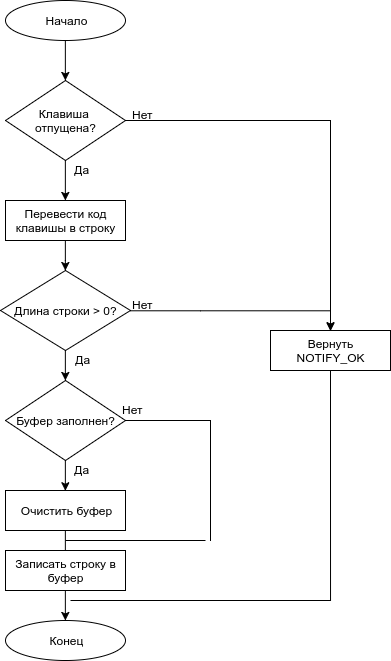 Начало
Клавиша
отпущена?
Нет
Да
Перевести код
клавишы в строку
Длина строки > 0?
Нет
Вернуть
NOTIFY_OK
Да
Буфер заполнен?
Нет
Да
Очистить буфер
Записать строку в
буфер
Конец